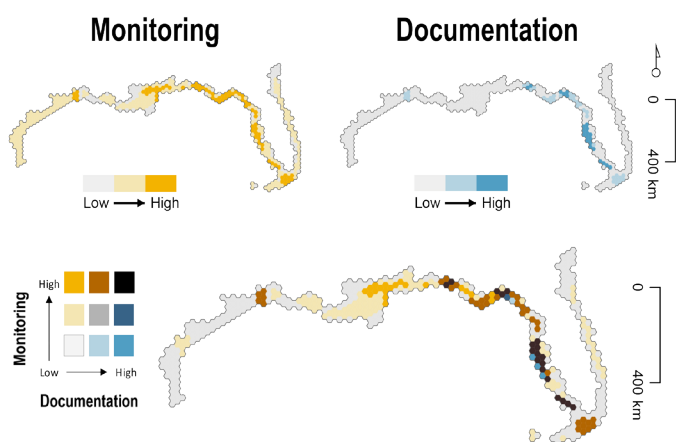 Monitoring
Documentation
Low → High
Low → High
0
400 km
High
Monitoring
Low → High
Documentation
0
400 km